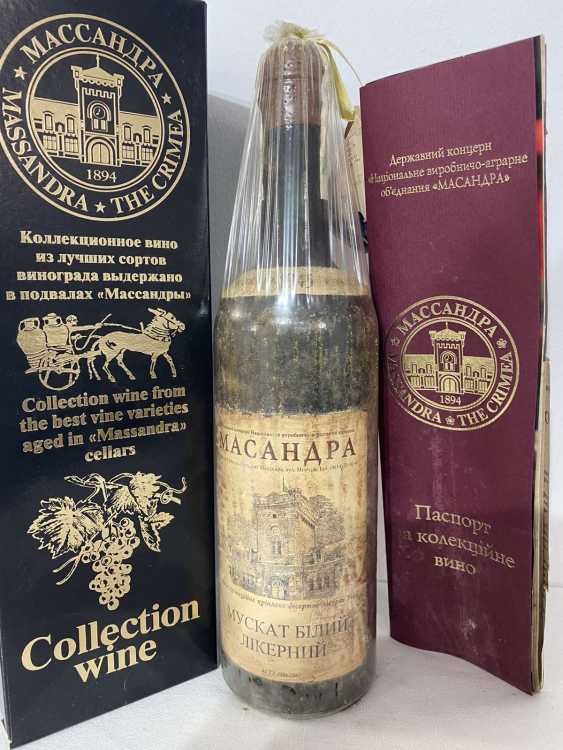 МАССАНДРА
MASSANDRA ★ THE CRIMEA
1894
Коллекционное вино
из лучших сортов
винограда выдержано
в подвалах «Массандры»
Collection wine from
the best wine varieties
aged in «Massandra»
cellars
Collection
wine
МАСАНДРА
МУСКАТ БІЛИЙ
ЛІКЕРНИЙ
Державний концерн
«Національне виробничо-аграрне
об'єднання «МАСАНДРА»
МАССАНДРА
MASSANDRA ★ THE CRIMEA
1894
Паспорт
на колекційне
вино